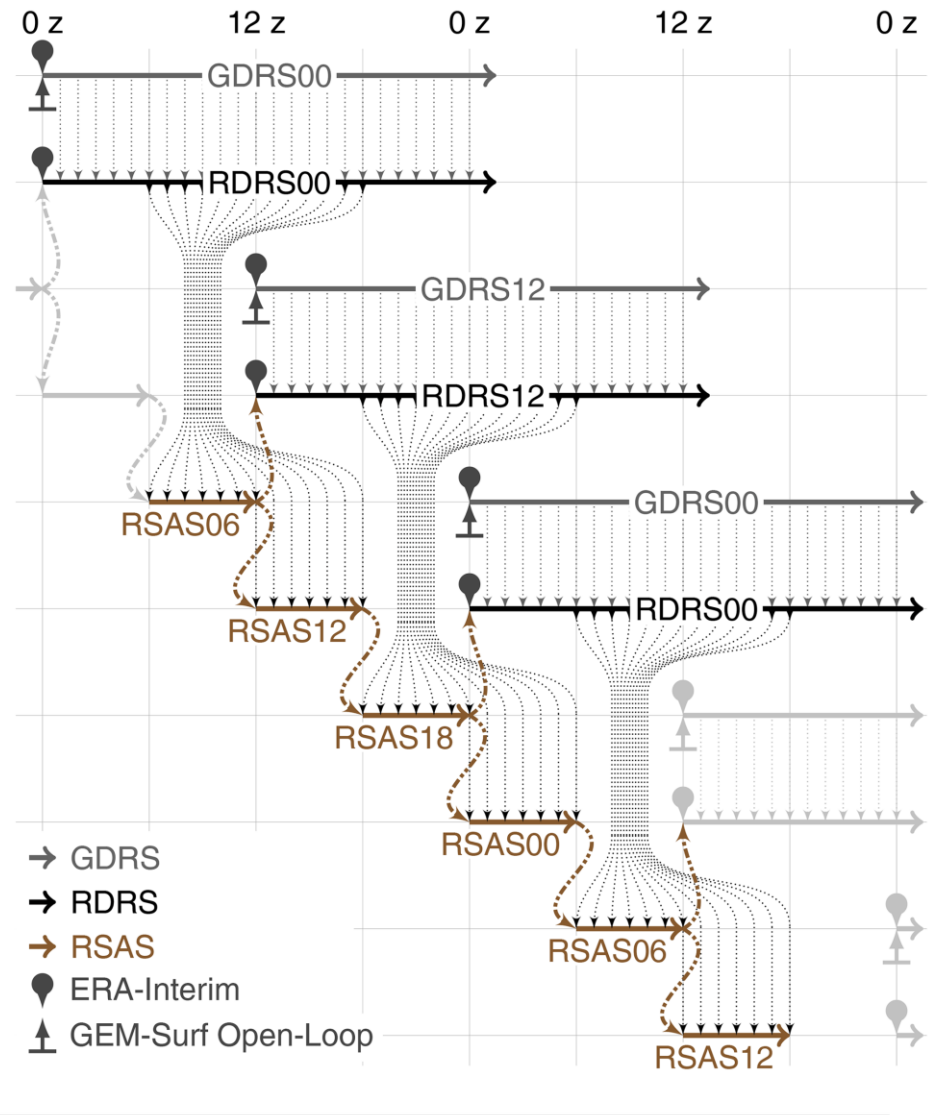 0 z 12 z 0 z 12 z 0 z
GDRS00
RDRS00
GDRS12
RDRS12
GDRS00
RSAS06
RDRS00
RSAS12
RSAS18
RSAS00
GDRS
RDRS
RSAS
RSAS06
ERA-Interim
GEM-Surf Open-Loop
RSAS12